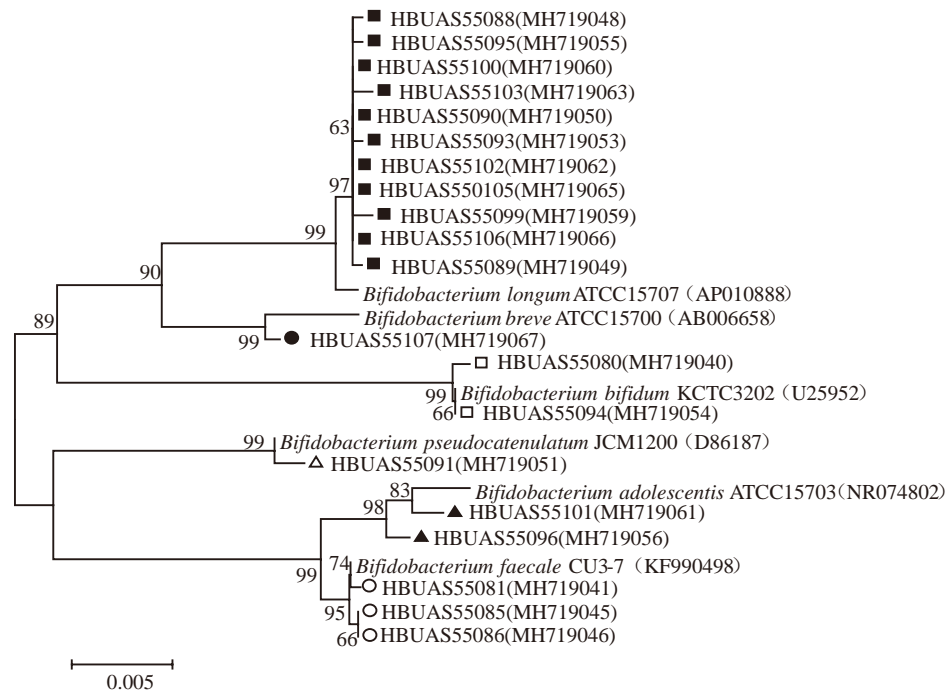 HBUAS55088(MH719048)
HBUAS55095(MH719055)
HBUAS55100(MH719060)
HBUAS55103(MH719063)
HBUAS55090(MH719050)
63
HBUAS55093(MH719053)
HBUAS55102(MH719062)
97
HBUAS550105(MH719065)
HBUAS55099(MH719059)
99
HBUAS55106(MH719066)
HBUAS55089(MH719049)
90
Bifidobacterium longum ATCC15707（AP010888）
89
Bifidobacterium breve ATCC15700（AB006658）
99
HBUAS55107(MH719067)
HBUAS55080(MH719040)
99
Bifidobacterium bifidum KCTC3202（U25952）
66
HBUAS55094(MH719054)
99
Bifidobacterium pseudocatenulatum JCM1200（D86187）
HBUAS55091(MH719051)
83
Bifidobacterium adolescentis ATCC15703(NR074802)
98
HBUAS55101(MH719061)
HBUAS55096(MH719056)
74
Bifidobacterium faecale CU3-7（KF990498）
99
HBUAS55081(MH719041)
95
HBUAS55085(MH719045)
66
HBUAS55086(MH719046)
0.005